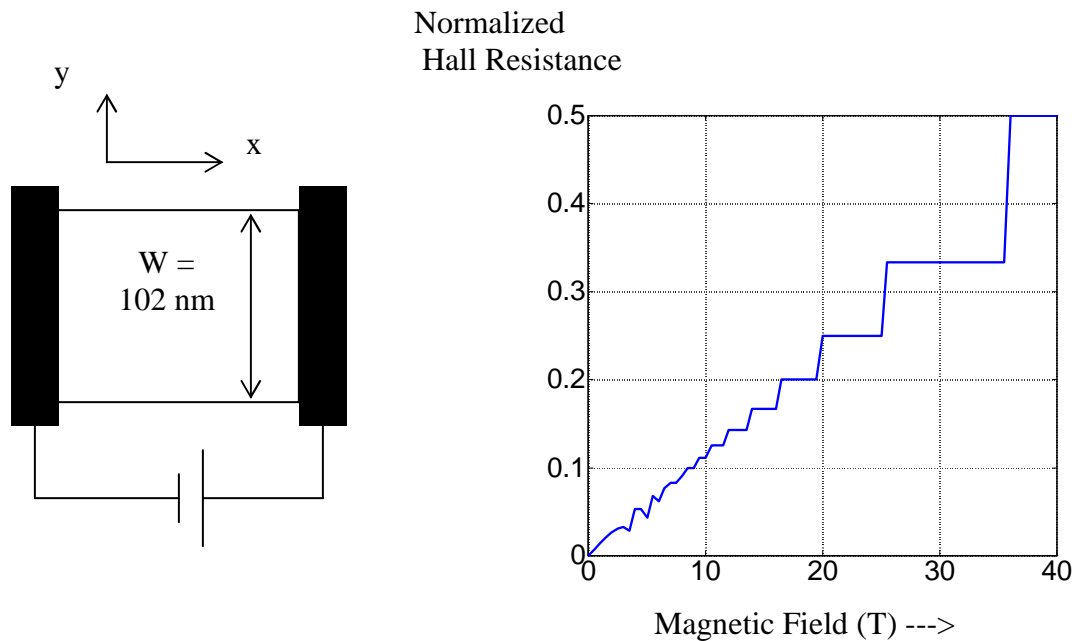 Normalized
Hall Resistance
y
x
W =
102 nm
0.5
0.4
0.3
0.2
0.1
0
0 10 20 30 40
Magnetic Field (T) --->